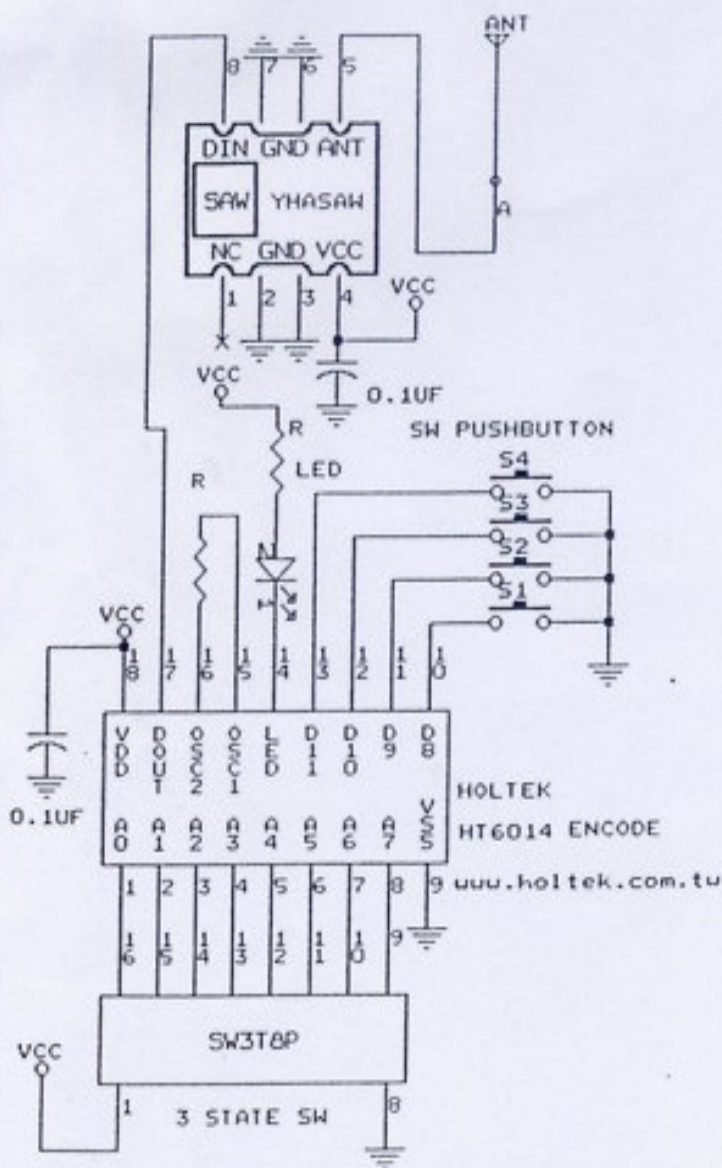 ANT
8 7 6 5
DIN GND ANT
SAW YHASAW
A
NC GND VCC
1 2 3 4
VCC
X
VCC
0.1UF
R
LED
SW PUSHBUTTON
S4
R
S3
S2
S1
VCC
18 17 16 15 14 13 12 11 10
VDD DOUT OSC2 OSC1 LED D11 D10 D9 D8
0.1UF
HOLTEK
A0 A1 A2 A3 A4 A5 A6 A7 VSS
HT6014 ENCODE
1 2 3 4 5 6 7 8 9
www.holtek.com.tw
16 15 14 13 12 11 10 9
SW3T8P
VCC
1 8
3 STATE SW